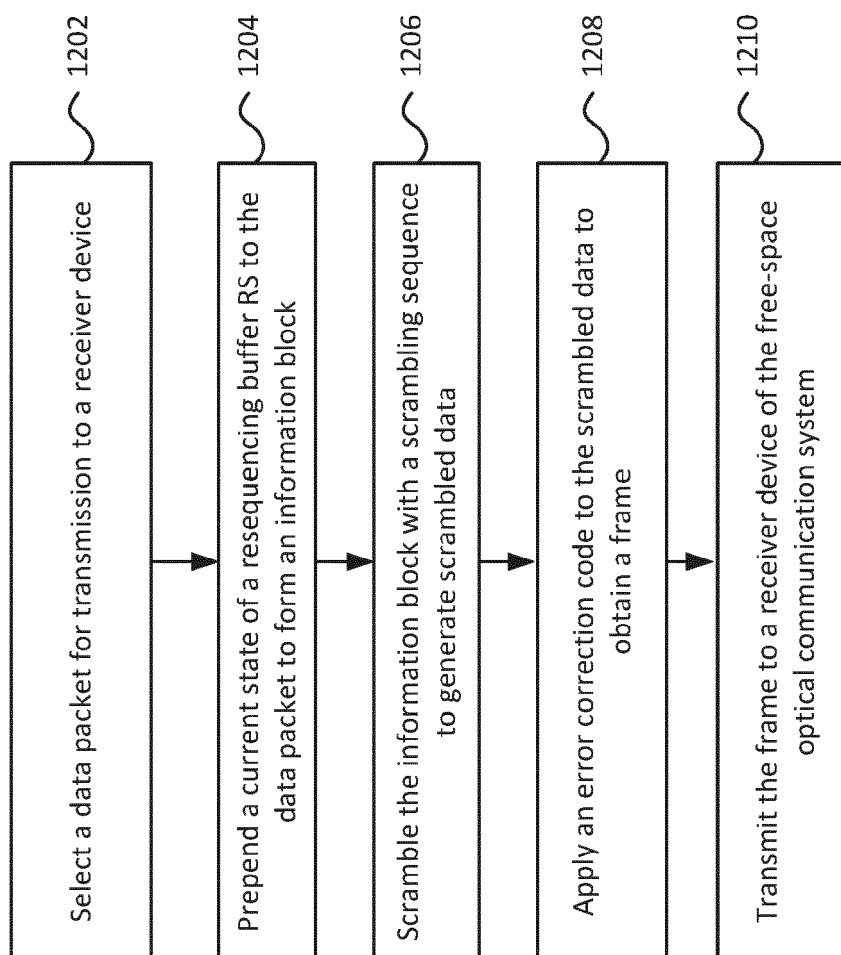 Select a data packet for transmission to a receiver device
1202
Prepend a current state of a resequencing buffer RS to the
data packet to form an information block
1204
Scramble the information block with a scrambling sequence
to generate scrambled data
1206
Apply an error correction code to the scrambled data to
obtain a frame
1208
Transmit the frame to a receiver device of the free-space
optical communication system
1210